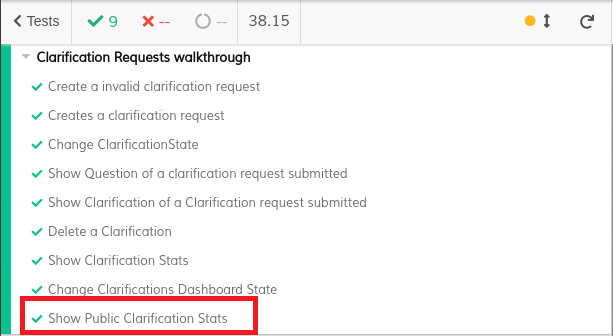 Tests 9 -- -- 38.15
Clarification Requests walkthrough
Create a invalid clarification request
Creates a clarification request
Change ClarificationState
Show Question of a clarification request submitted
Show Clarification of a Clarification request submitted
Delete a Clarification
Show Clarification Stats
Change Clarifications Dashboard State
Show Public Clarification Stats